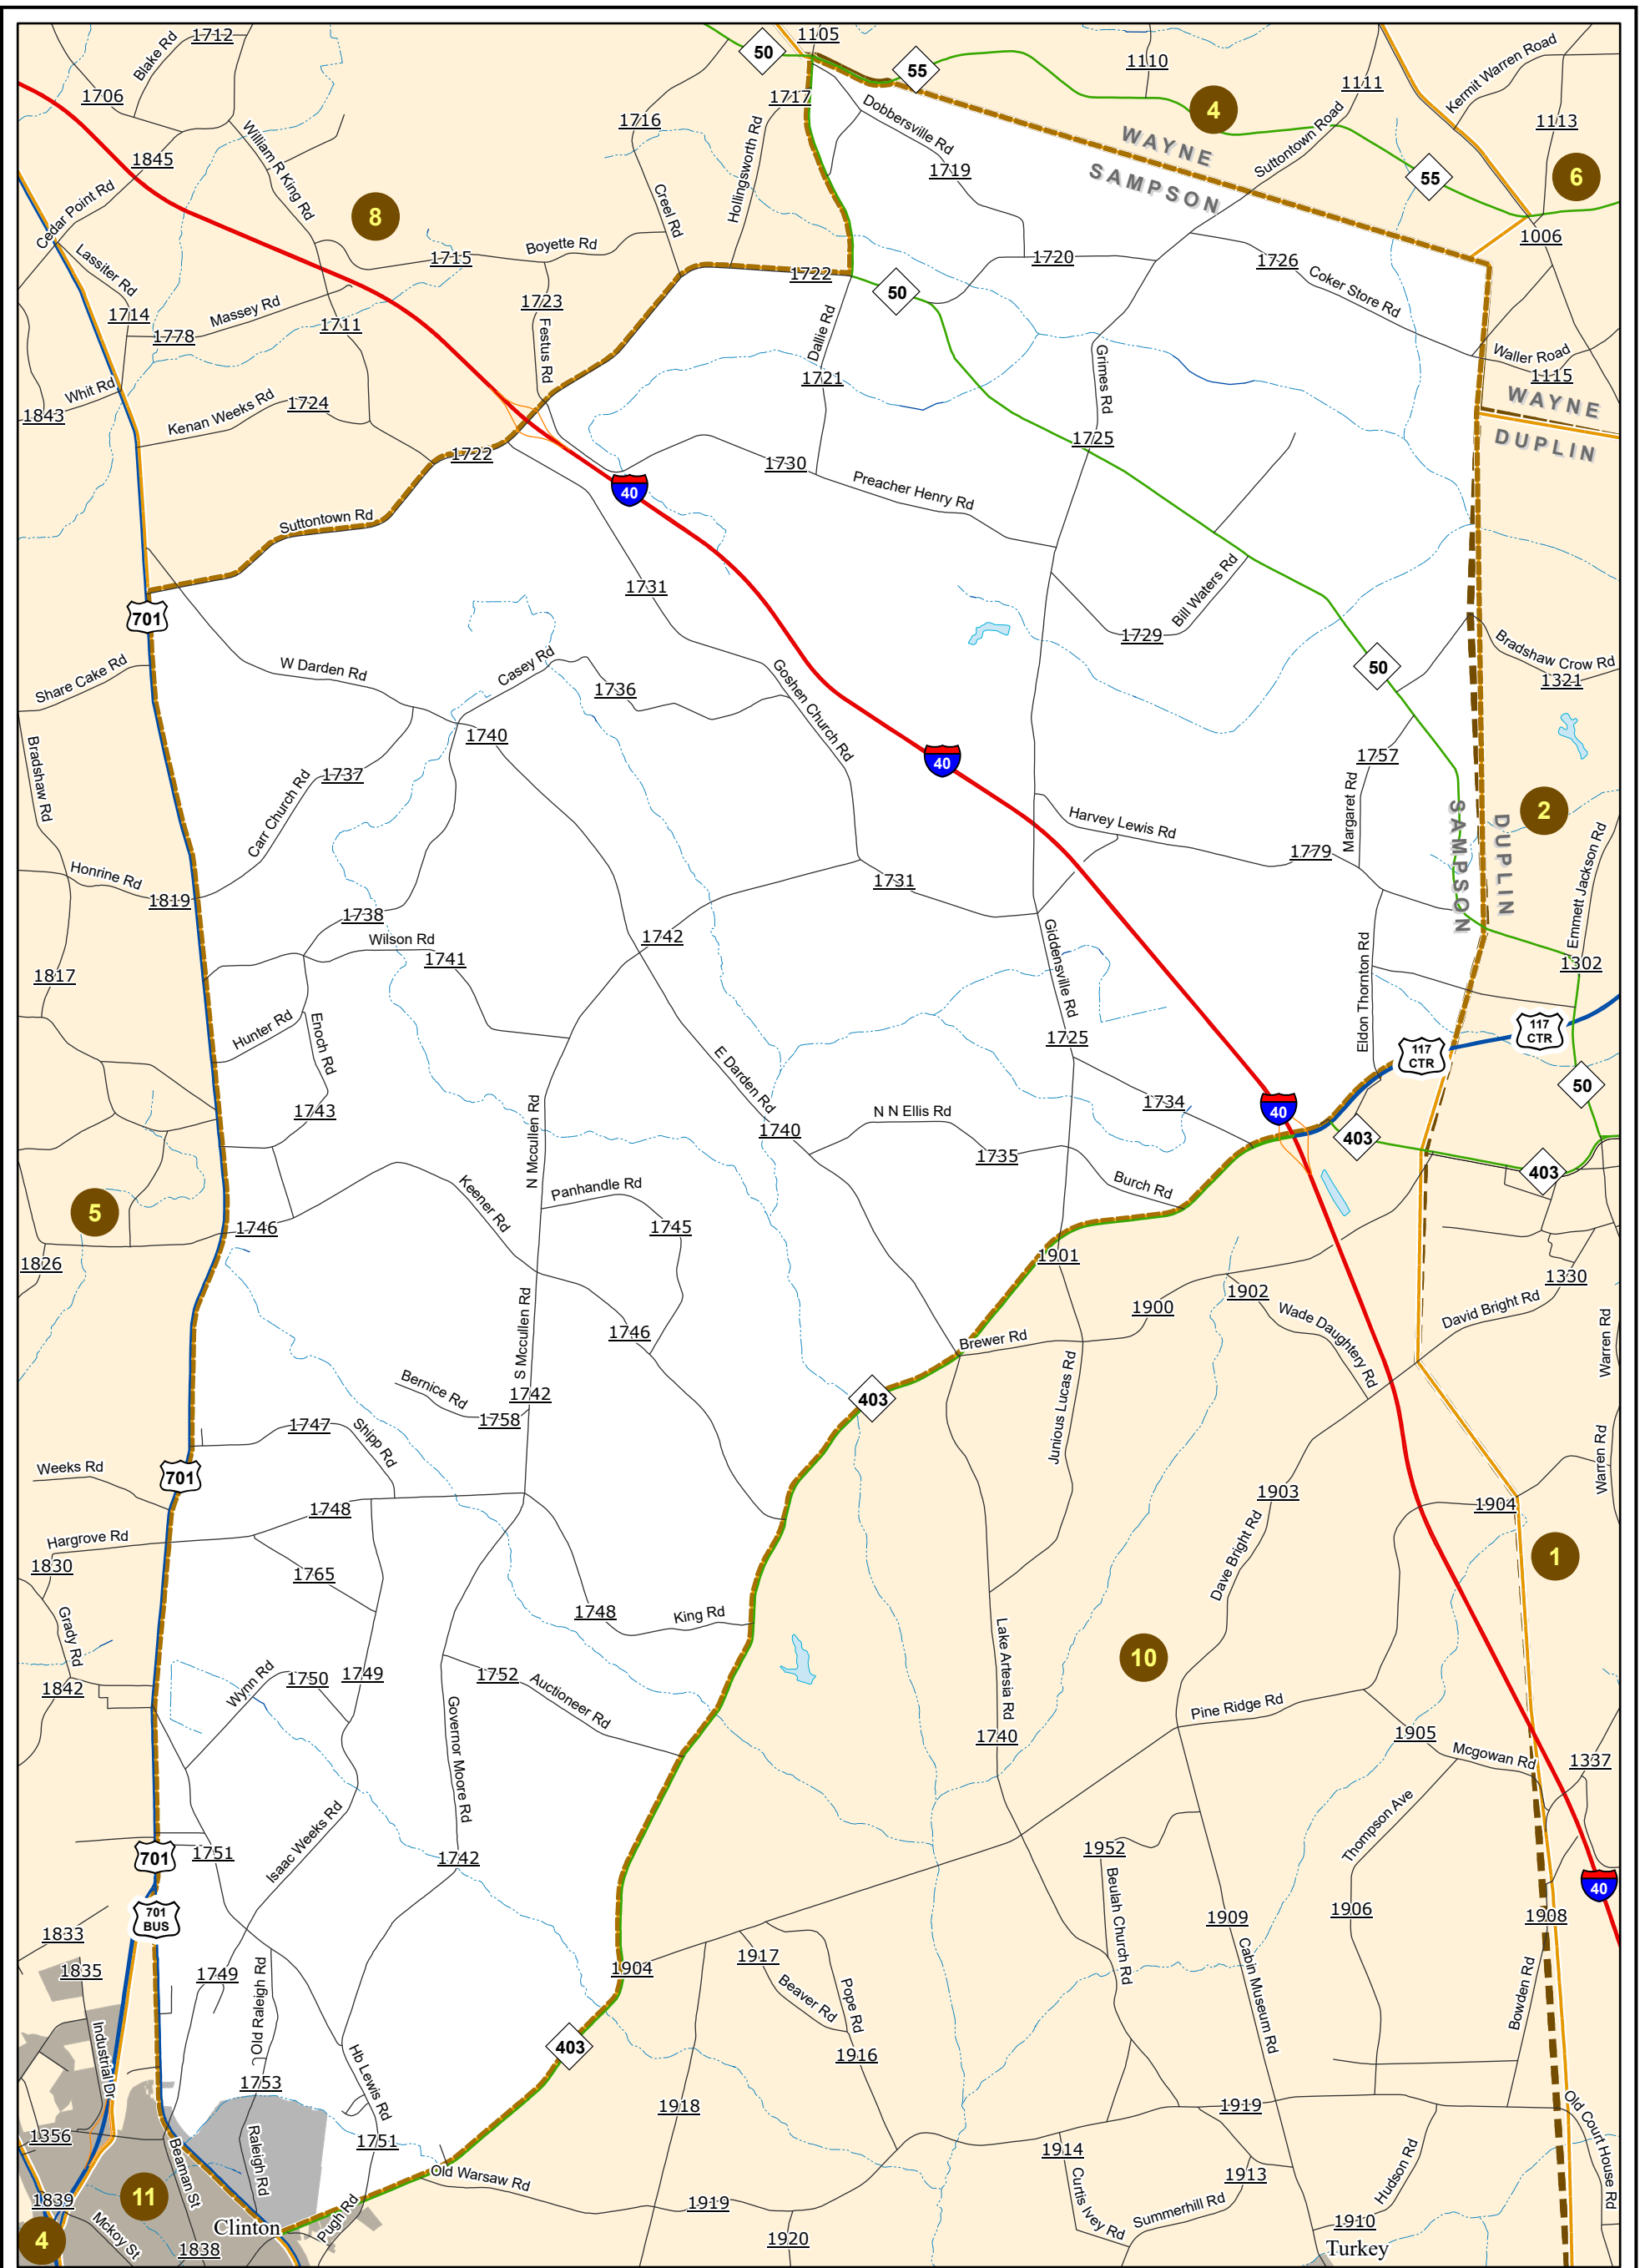 1712
1105
50
Blake Rd
55
1110
Kermit Warren Road
1706
1717
1111
4
1716
Dobbersville Rd
1113
William R King Rd
Hollingsworth Rd
WAYNE
Suttontown Road
1845
1719
SAMPSON
55
6
Cedar Point Rd
8
Creel Rd
Boyette Rd
1006
Lassiter Rd
1715
1722
1720
1726
1714
Massey Rd
1723
50
Coker Store Rd
1778
1711
Festus Rd
Dallie Rd
Waller Road
1721
Grimes Rd
1115
Whit Rd
1724
WAYNE
1843
Kenan Weeks Rd
1725
DUPLIN
1722
1730
40
Preacher Henry Rd
Suttontown Rd
1731
Bill Waters Rd
701
1729
Bradshaw Crow Rd
W Darden Rd
Casey Rd
50
Share Cake Rd
1736
1321
Goshen Church Rd
1740
Bradshaw Rd
1757
1737
40
Carr Church Rd
Margaret Rd
2
Harvey Lewis Rd
SAMPSON
DUPLIN
1779
Honrine Rd
1731
Emmett Jackson Rd
1819
1738
Wilson Rd
1742
1741
Giddensville Rd
1302
1817
Eldon Thornton Rd
Hunter Rd
Enoch Rd
1725
117
CTR
117
CTR
E Darden Rd
50
1743
N Mccullen Rd
N N Ellis Rd
1734
40
1740
403
1735
403
Keener Rd
Panhandle Rd
Burch Rd
5
1746
1745
1826
1901
1330
1902
1900
David Bright Rd
S Mccullen Rd
1746
Brewer Rd
Wade Daughtery Rd
Warren Rd
Bernice Rd
1742
403
Junious Lucas Rd
1747
1758
Shipp Rd
Weeks Rd
701
Warren Rd
1903
1904
1748
Hargrove Rd
Dave Bright Rd
1
1830
1765
1748
King Rd
Grady Rd
Lake Artesia Rd
10
1842
Wynn Rd
1750
1749
1752
Auctioneer Rd
Pine Ridge Rd
Governor Moore Rd
1740
1905
Mcgowan Rd
1337
Thompson Ave
701
1751
Isaac Weeks Rd
1742
1952
40
701
BUS
Beulah Church Rd
1909
1906
1908
1833
1904
1917
Cabin Museum Rd
1835
1749
Old Raleigh Rd
Beaver Rd
Pope Rd
Bowden Rd
403
1916
Industrial Dr
Hb Lewis Rd
1753
1918
1919
Old Court House Rd
1356
Beaman St
Raleigh Rd
1751
1914
Hudson Rd
Old Warsaw Rd
1913
11
Curtis Ivey Rd
1839
Mckoy St
Clinton
Pugh Rd
1919
Summerhill Rd
4
1838
1920
1910
Turkey